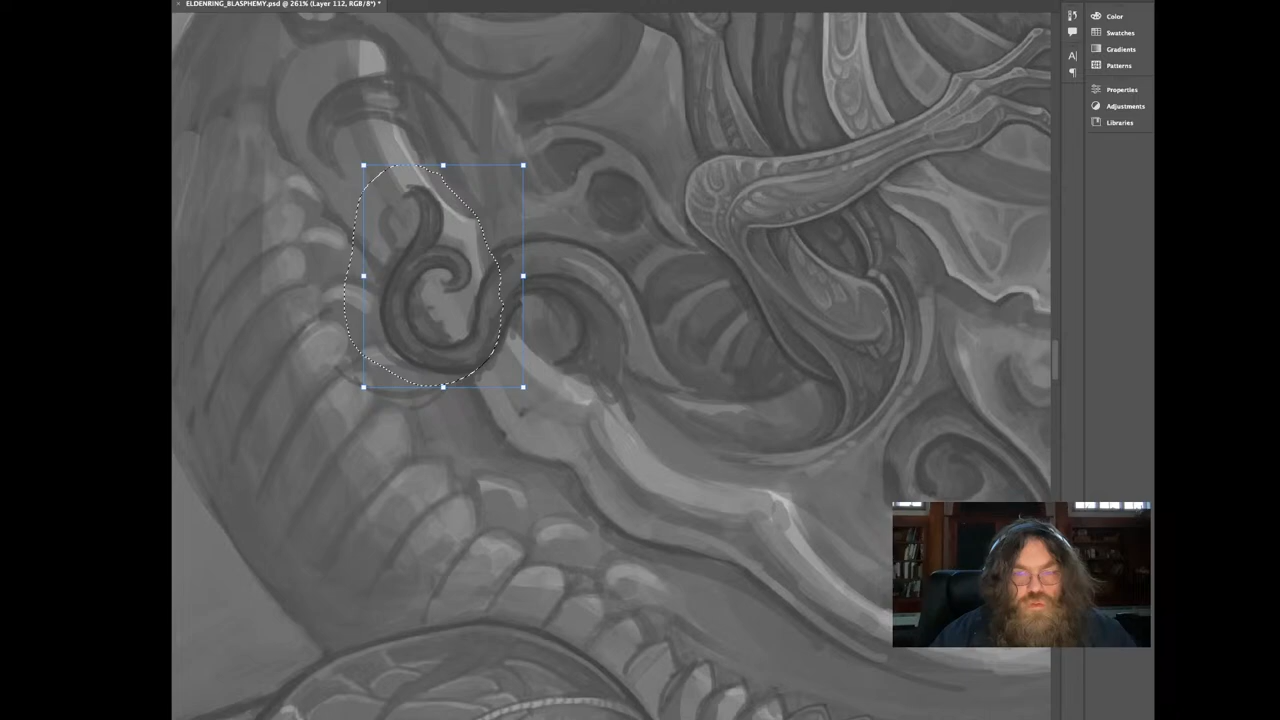 × ELDENRING_BLASPHEMY.psd @ 261% (Layer 112, RGB/8*) *
Color
Swatches
Gradients
Patterns
Properties
Adjustments
Libraries